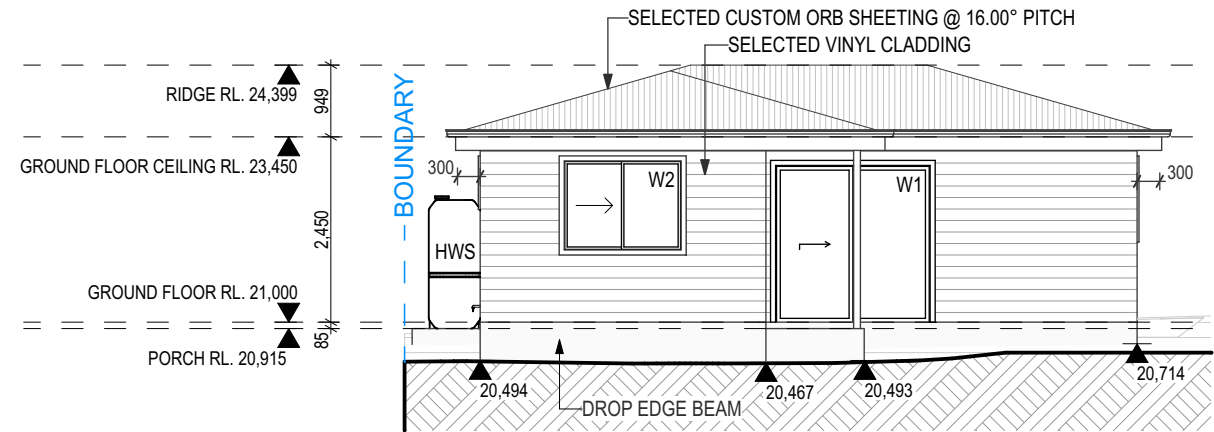 SELECTED CUSTOM ORB SHEETING @ 16.00° PITCH
SELECTED VINYL CLADDING
RIDGE RL. 24,399
949
BOUNDARY
GROUND FLOOR CEILING RL. 23,450
300
W2
W1
300
2,450
HWS
GROUND FLOOR RL. 21,000
85
PORCH RL. 20,915
20,494
20,467
20,493
20,714
DROP EDGE BEAM